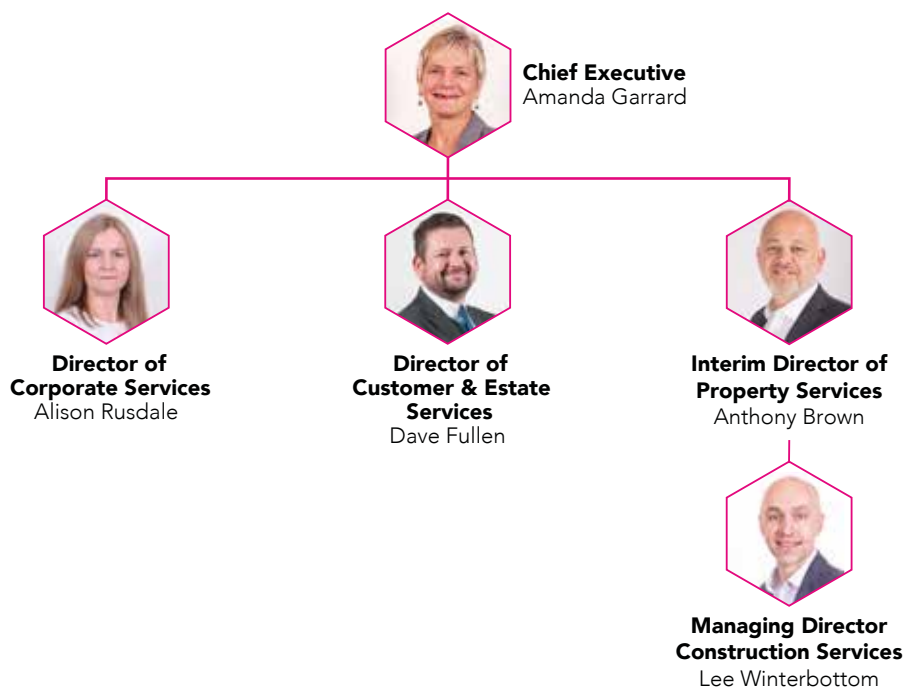 Chief Executive
Amanda Garrard
Director of
Corporate Services
Alison Rusdale
Director of
Customer & Estate
Services
Dave Fullen
Interim Director of
Property Services
Anthony Brown
Managing Director
Construction Services
Lee Winterbottom